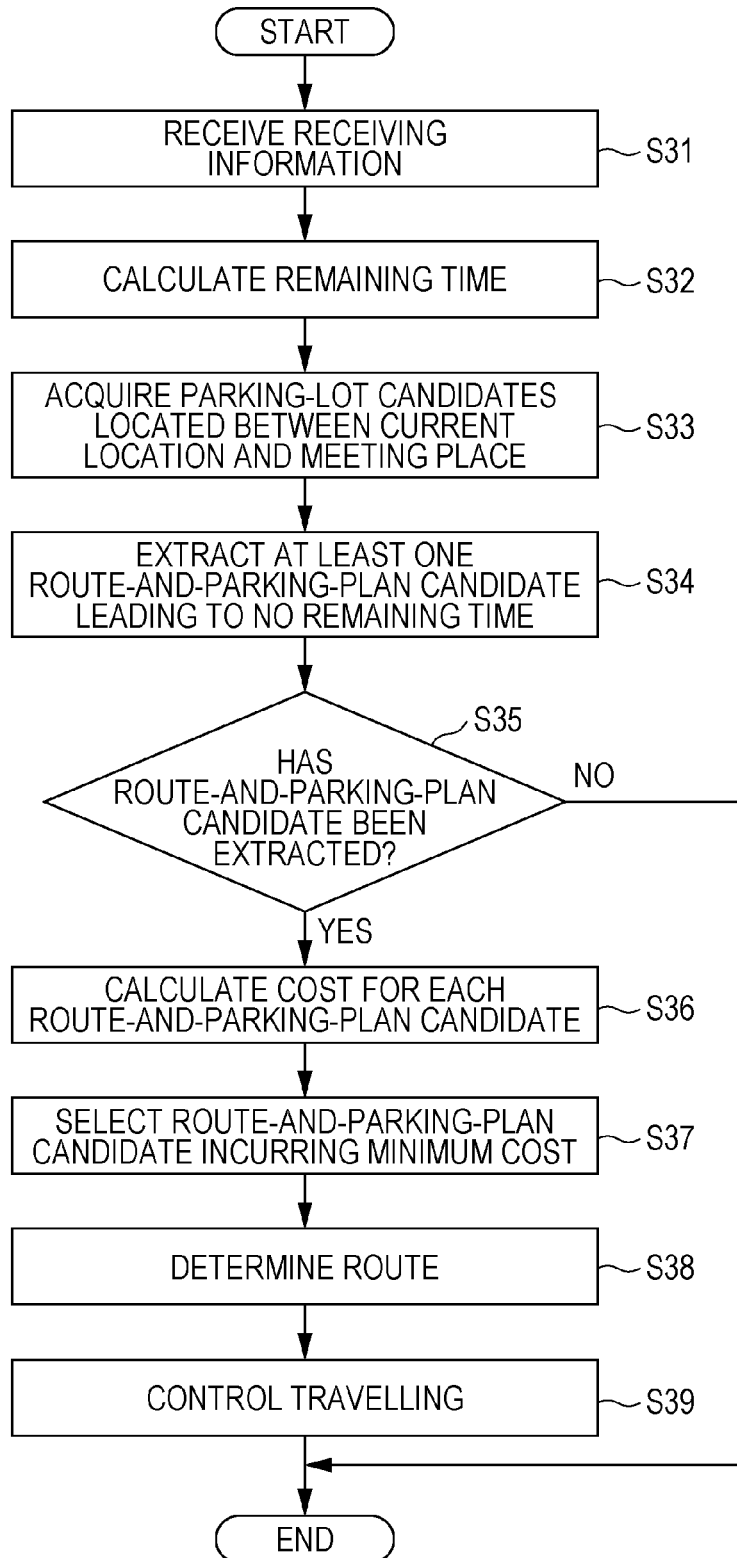 START
RECEIVE RECEIVING
INFORMATION
S31
CALCULATE REMAINING TIME
S32
ACQUIRE PARKING-LOT CANDIDATES
LOCATED BETWEEN CURRENT
LOCATION AND MEETING PLACE
S33
EXTRACT AT LEAST ONE
ROUTE-AND-PARKING-PLAN CANDIDATE
LEADING TO NO REMAINING TIME
S34
S35
HAS
ROUTE-AND-PARKING-PLAN
CANDIDATE BEEN
EXTRACTED?
NO
YES
CALCULATE COST FOR EACH
ROUTE-AND-PARKING-PLAN CANDIDATE
S36
SELECT ROUTE-AND-PARKING-PLAN
CANDIDATE INCURRING MINIMUM COST
S37
DETERMINE ROUTE
S38
CONTROL TRAVELLING
S39
END